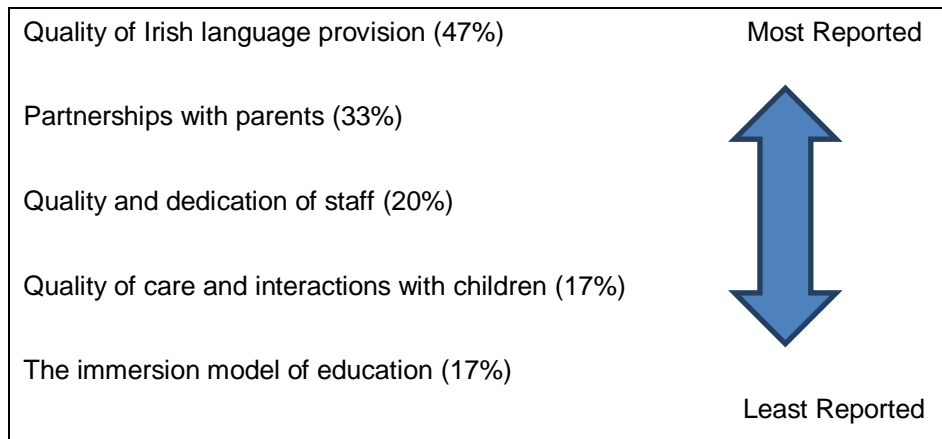 Quality of Irish language provision (47%)
Most Reported
Partnerships with parents (33%)
Quality and dedication of staff (20%)
Quality of care and interactions with children (17%)
The immersion model of education (17%)
Least Reported